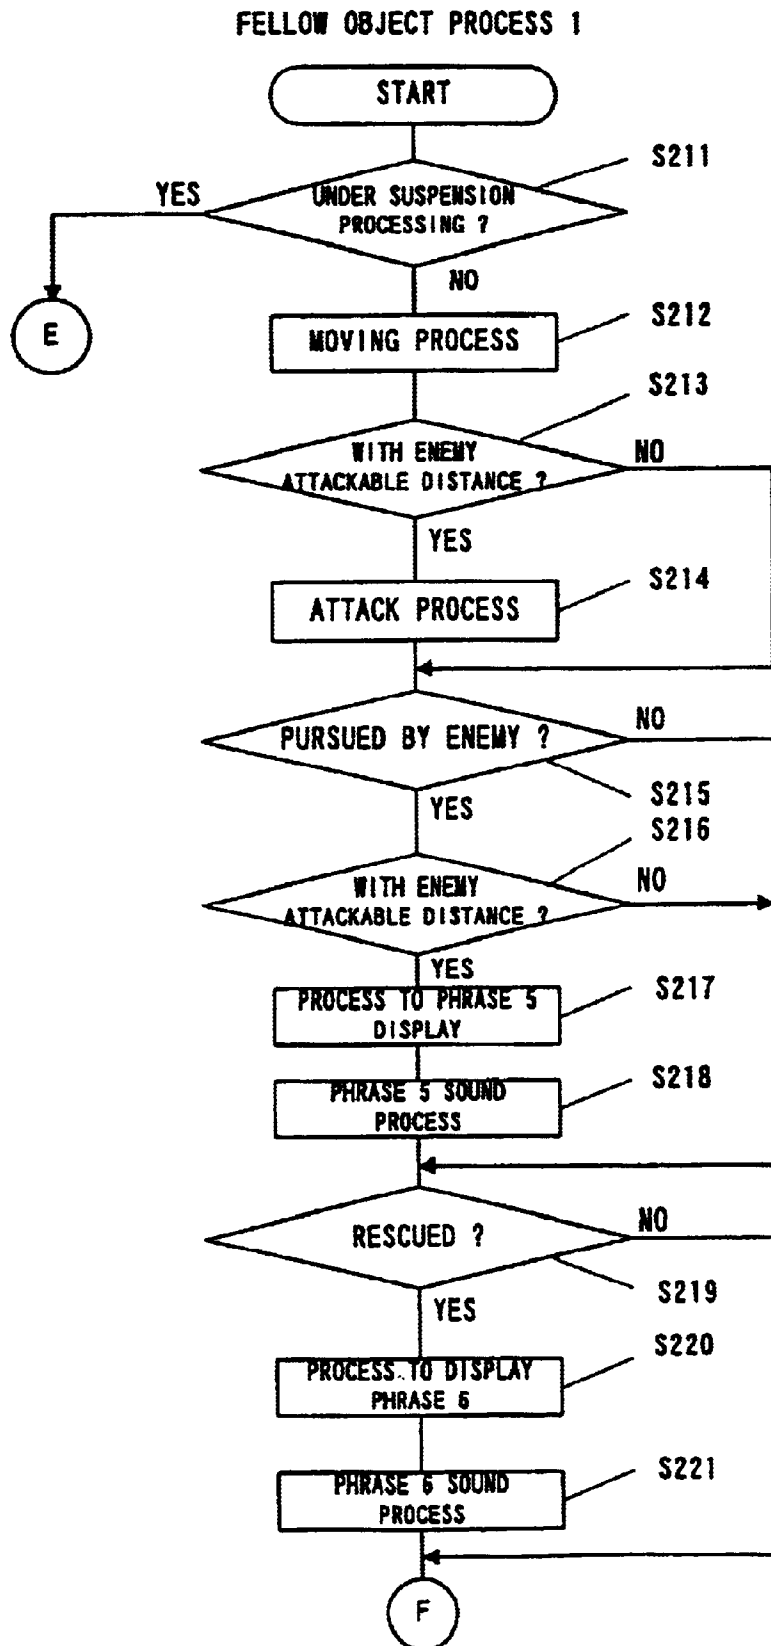 FELLOW OBJECT PROCESS 1
START
S211
YES
UNDER SUSPENSION
PROCESSING ?
NO
E
S212
MOVING PROCESS
S213
WITH ENEMY
ATTACKABLE DISTANCE ?
NO
YES
S214
ATTACK PROCESS
PURSUED BY ENEMY ?
NO
S215
YES
S216
WITH ENEMY
ATTACKABLE DISTANCE ?
NO
YES
S217
PROCESS TO PHRASE 5
DISPLAY
S218
PHRASE 5 SOUND
PROCESS
RESCUED ?
NO
S219
YES
S220
PROCESS TO DISPLAY
PHRASE 6
S221
PHRASE 6 SOUND
PROCESS
F